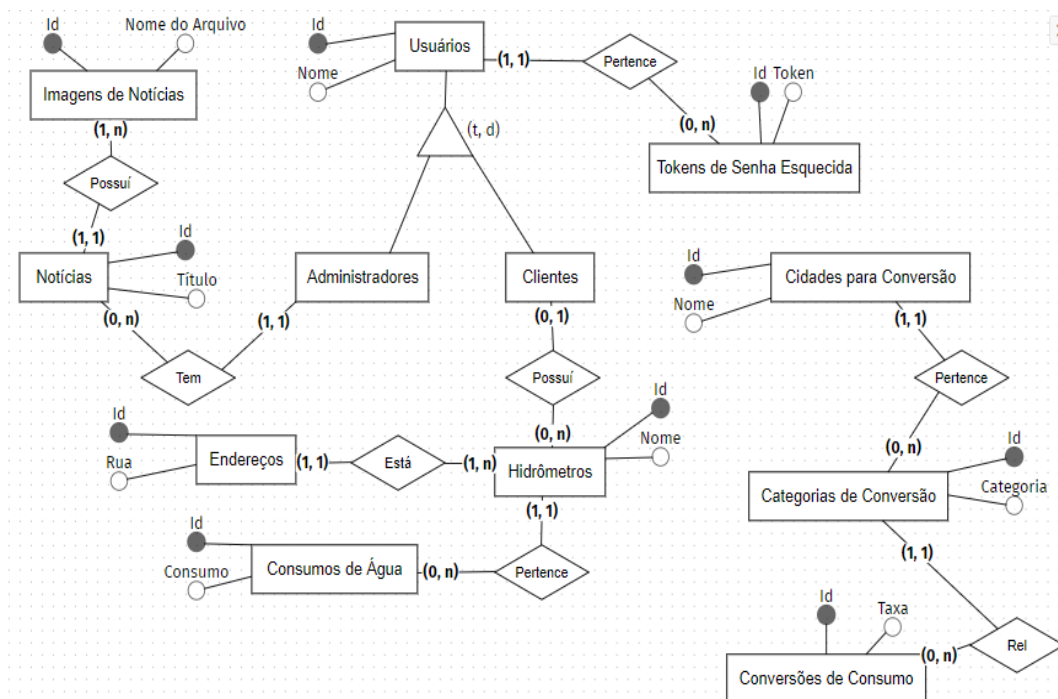 Id
Nome do Arquivo
Imagens de Notícias
(1, n)
Possuí
(1, 1)
Notícias
Id
Título
(0, n)
Tem
(1, 1)
Administradores
Id
Nome
Usuários
(1, 1)
Pertence
(0, n)
Id
Token
Tokens de Senha Esquecida
(t, d)
Clientes
(0, 1)
Possuí
(0, n)
Hidrômetros
Id
Nome
(1, n)
Está
(1, 1)
Endereços
Id
Rua
(1, 1)
Pertence
(0, n)
Consumos de Água
Id
Consumo
Id
Nome
Cidades para Conversão
(1, 1)
Pertence
(0, n)
Categorias de Conversão
Id
Categoria
(1, 1)
Rel
(0, n)
Conversões de Consumo
Id
Taxa